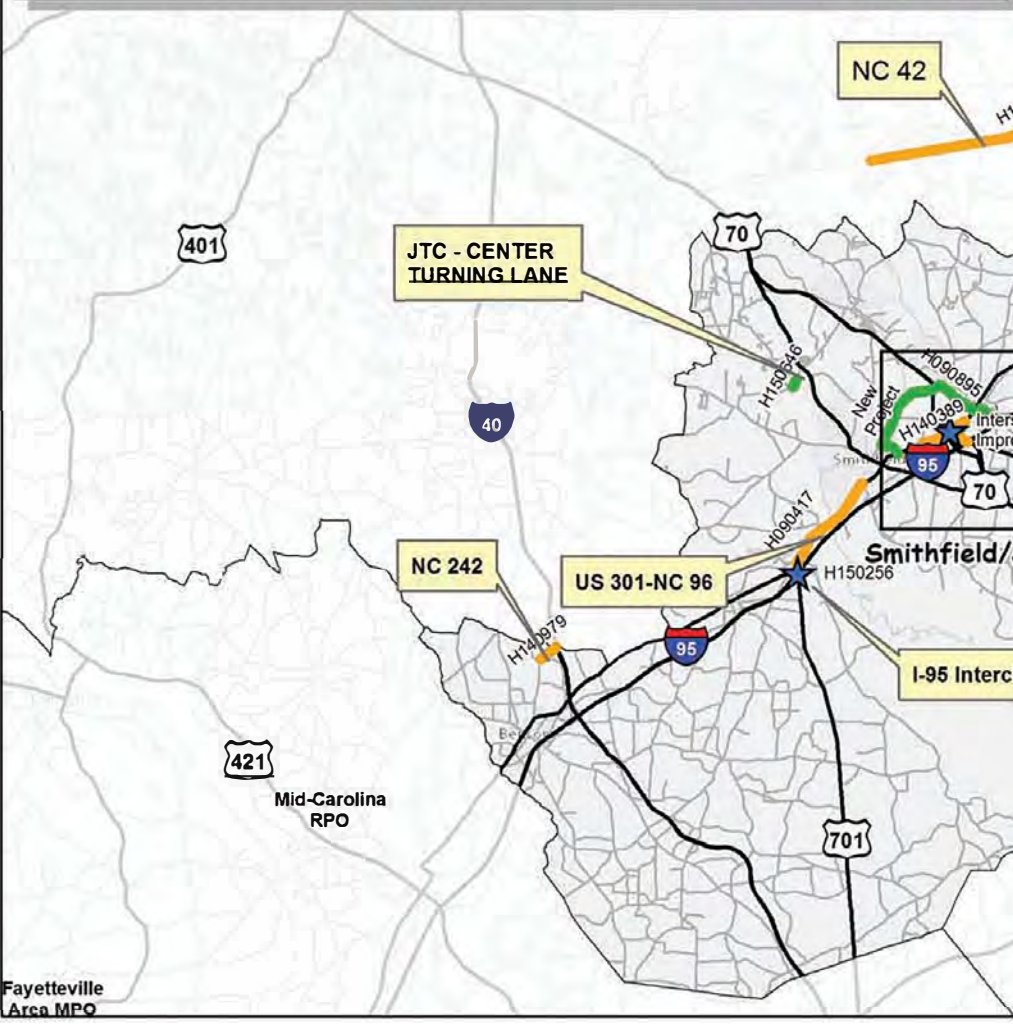 NC 42
401
70
JTC - CENTER
TURNING LANE
H150646
H090895
New
Project
H140389
40
95
70
H090417
Smithfield/
NC 242
US 301-NC 96
H150256
H140979
95
I-95 Interc
421
Mid-Carolina
RPO
701
Fayetteville
Area MPO